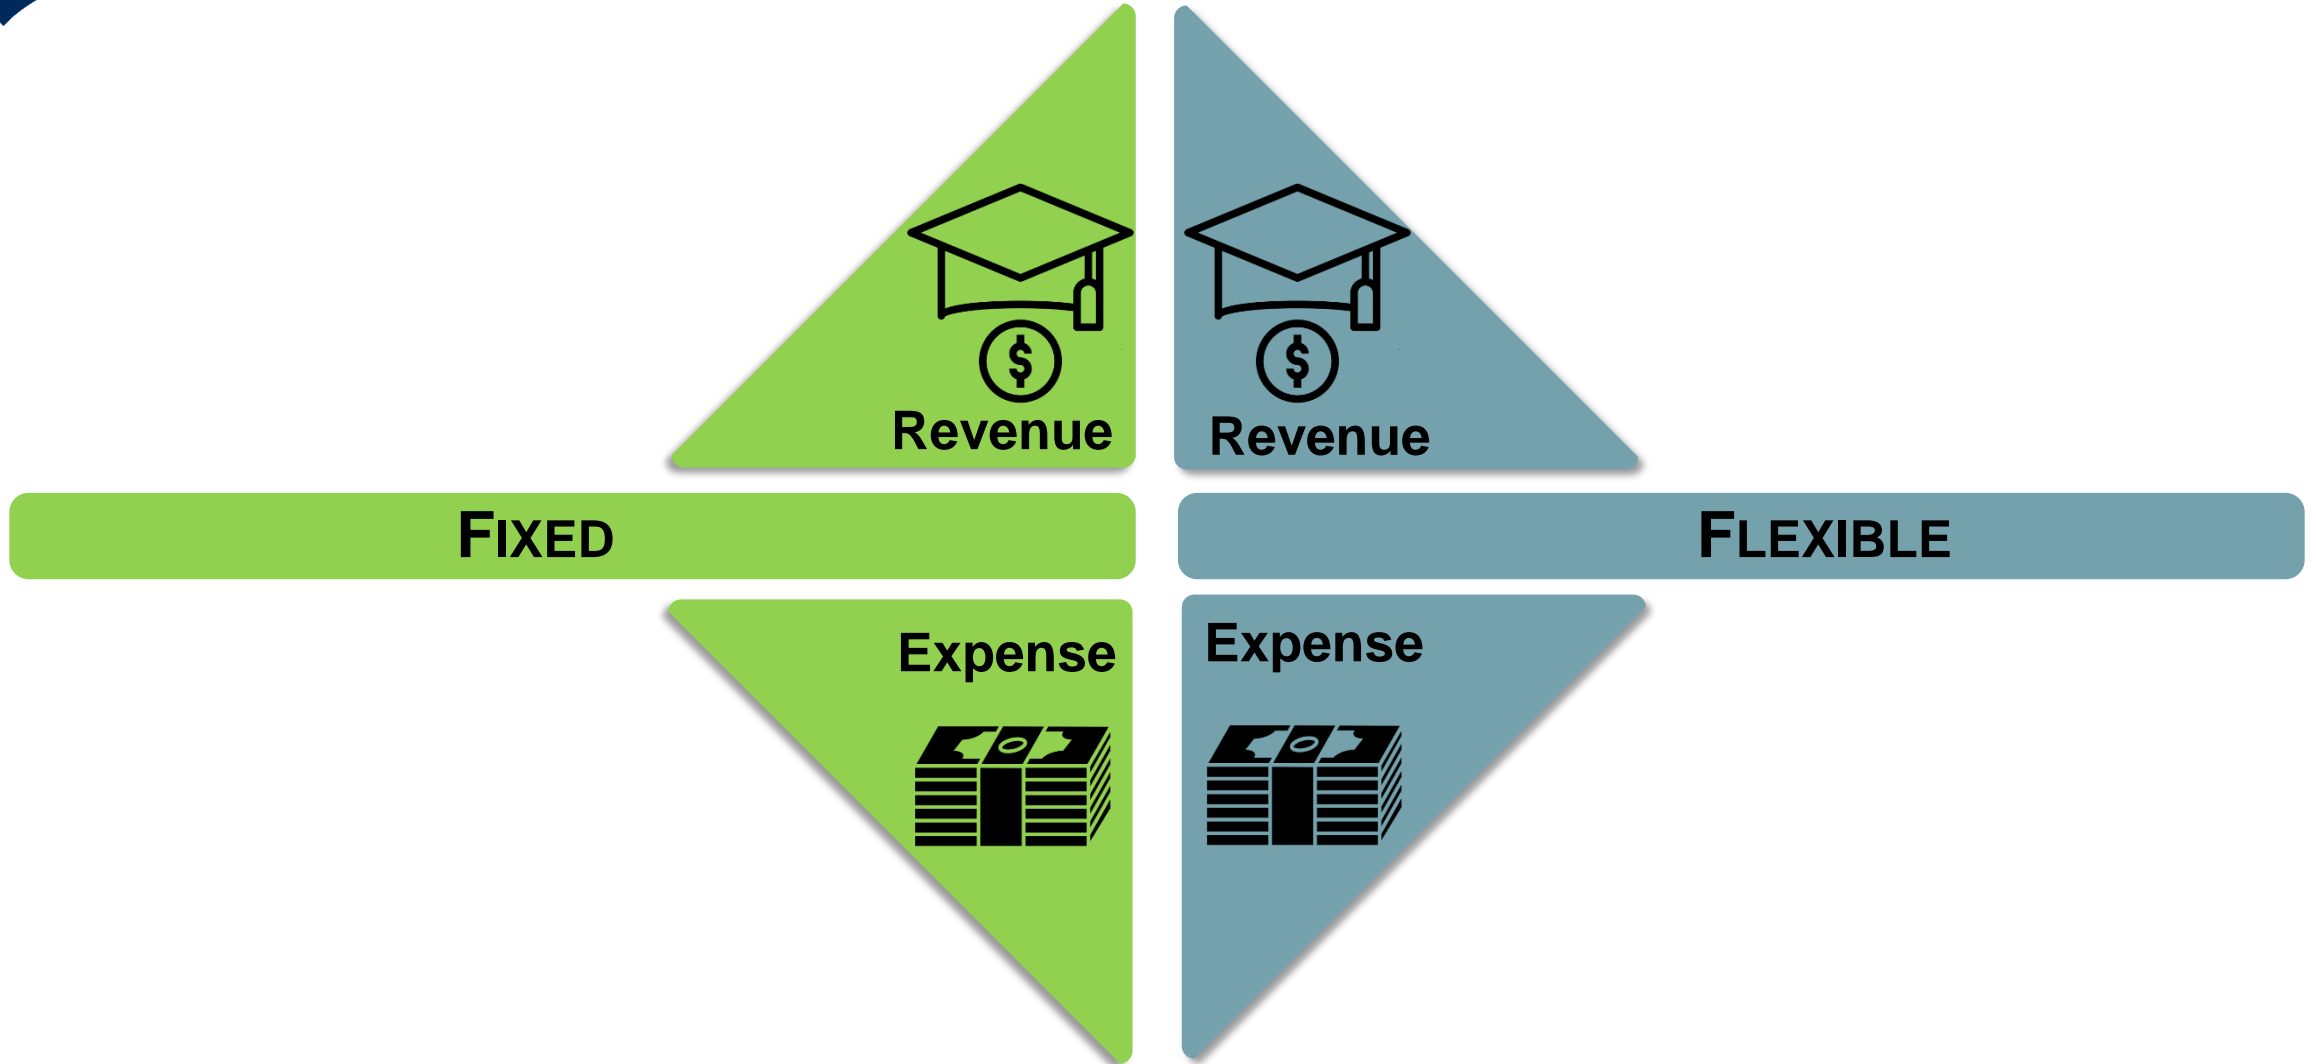 Revenue
Revenue
FIXED
FLEXIBLE
Expense
Expense
$
$